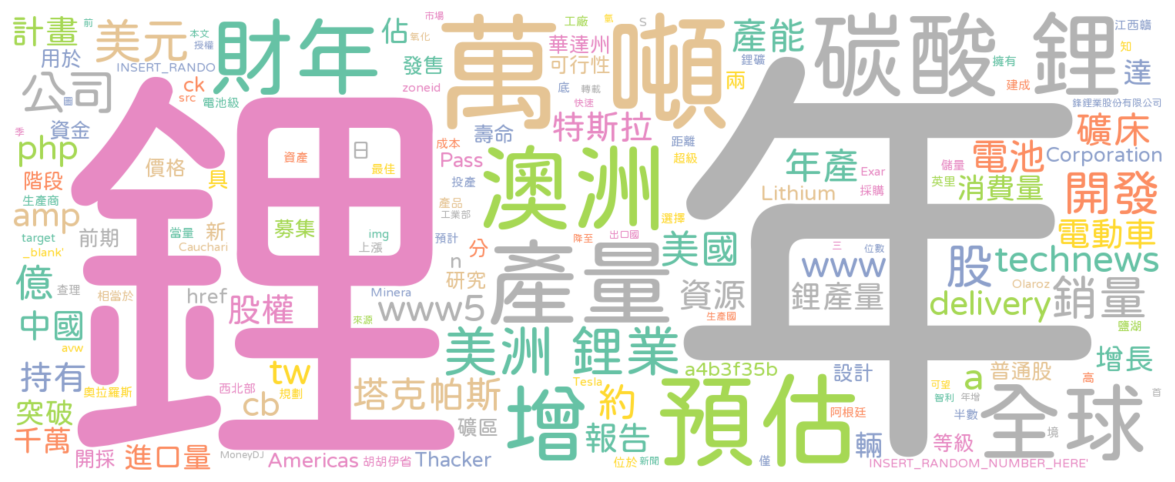 計畫
前
美元
本文
授權
INSERT_RANDO
用於
公司
圖
ck
src
電池級
財年
佔
市場
氫化
發售
zoneid
萬噸
工廠
氫
S
華達州
可行性
鋰礦
底
轉載
快速
產能
兩
碳酸鋰
江西贛
知
擁有
達
建成
鋰
年
資金
季
php
價格
資產
日
最佳
壽命
成本
Pass
特斯拉
距離
超級
鋒鋰業股份有限公司
礦床
電池
Corporation
年產
Exar
儲量
採購
英里
消費量
開發
階段
具
生產商
投產
澳洲
Lithium
amp
新
當量
募集
img
產品
工業部
選擇
電動車
target
前期
Cauchari
上漲
預計
分
降至
出口國
_blank'
n
產量
美國
三
位數
www
股
technews
億
查理
相當於
href
股權
Minera
www5
研究
資源
鋰產量
Olaroz
delivery
銷量
中國
avw
來源
生產國
鹽湖
奧拉羅斯
tw
美洲
鋰業
增長
持有
西北部
規劃
塔克帕斯
Tesla
a4b3f35b
設計
a
普通股
可望
智利
年增
高
首
突破
cb
礦區
增
約
預估
阿根廷
半數
境
全球
千萬
報告
輛
等級
開採
進口量
MoneyDJ
Americas
胡胡伊省
Thacker
位於
新聞
僅
INSERT_RANDOM_NUMBER_HERE'